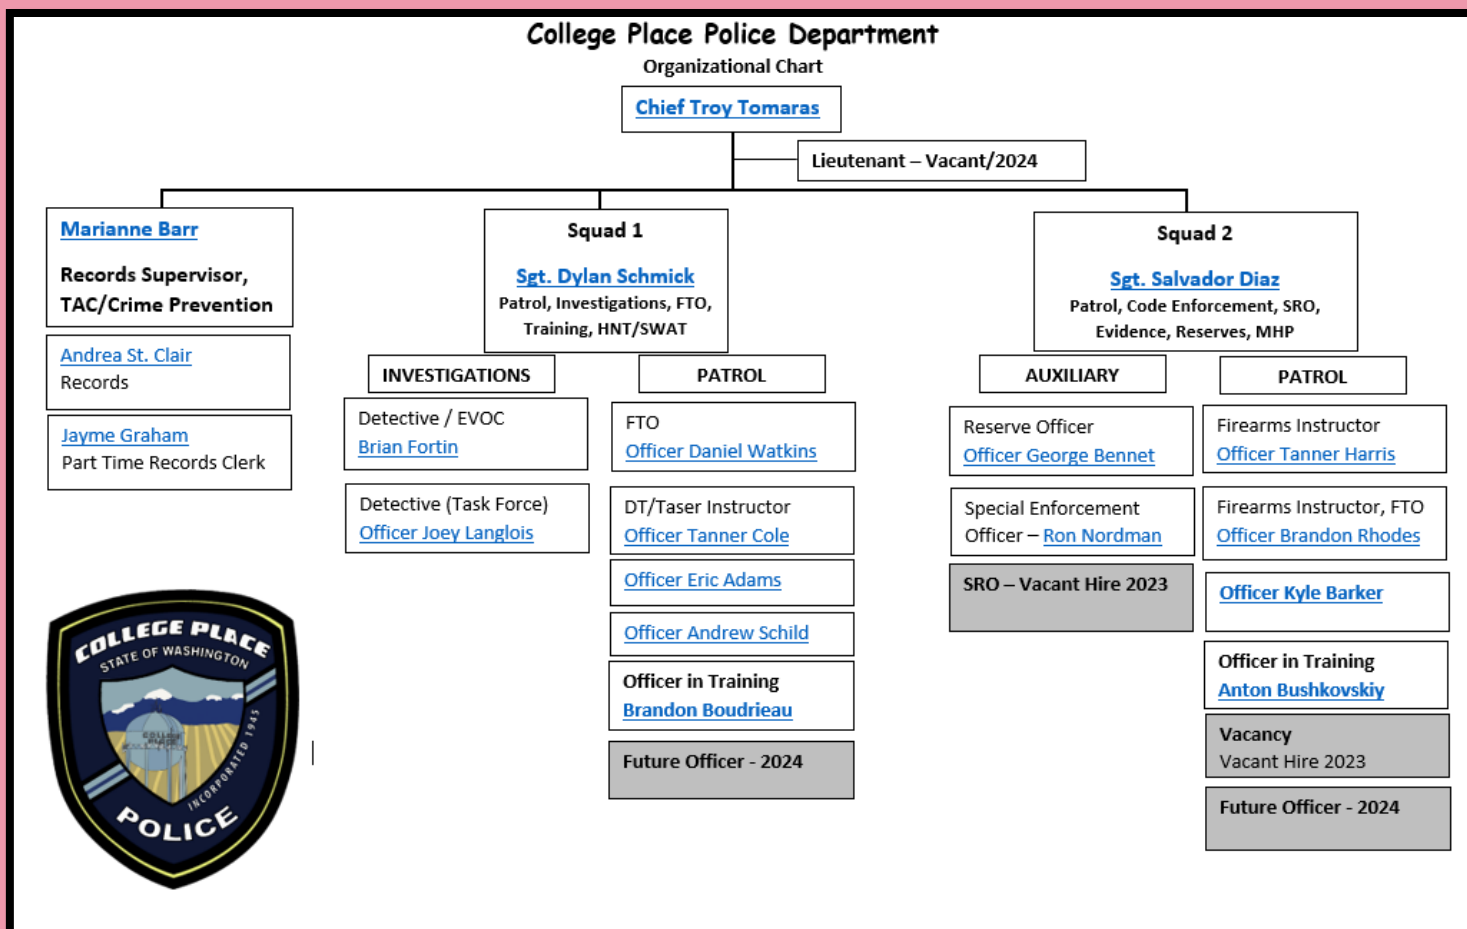 College Place Police Department
Organizational Chart
Chief Troy Tomaras
Lieutenant – Vacant/2024
Marianne Barr
Records Supervisor,
TAC/Crime Prevention
Andrea St. Clair
Records
Jayme Graham
Part Time Records Clerk
Squad 1
Sgt. Dylan Schmick
Patrol, Investigations, FTO,
Training, HNT/SWAT
INVESTIGATIONS
Detective / EVOC
Brian Fortin
Detective (Task Force)
Officer Joey Langlois
PATROL
FTO
Officer Daniel Watkins
DT/Taser Instructor
Officer Tanner Cole
Officer Eric Adams
Officer Andrew Schild
Officer in Training
Brandon Boudrieau
Future Officer - 2024
Squad 2
Sgt. Salvador Diaz
Patrol, Code Enforcement, SRO,
Evidence, Reserves, MHP
AUXILIARY
Reserve Officer
Officer George Bennet
Special Enforcement
Officer – Ron Nordman
SRO – Vacant Hire 2023
PATROL
Firearms Instructor
Officer Tanner Harris
Firearms Instructor, FTO
Officer Brandon Rhodes
Officer Kyle Barker
Officer in Training
Anton Bushkovskiy
Vacancy
Vacant Hire 2023
Future Officer - 2024
COLLEGE PLACE
STATE OF WASHINGTON
COLLEGE
PLACE
INCORPORATED 1945
POLICE